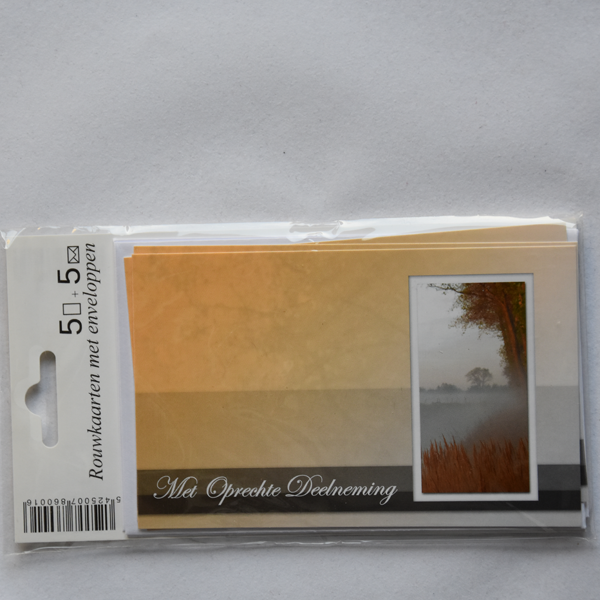 5 + 5
Rouwkaarten met enveloppen
Met Oprechte Deelneming
5425007860016